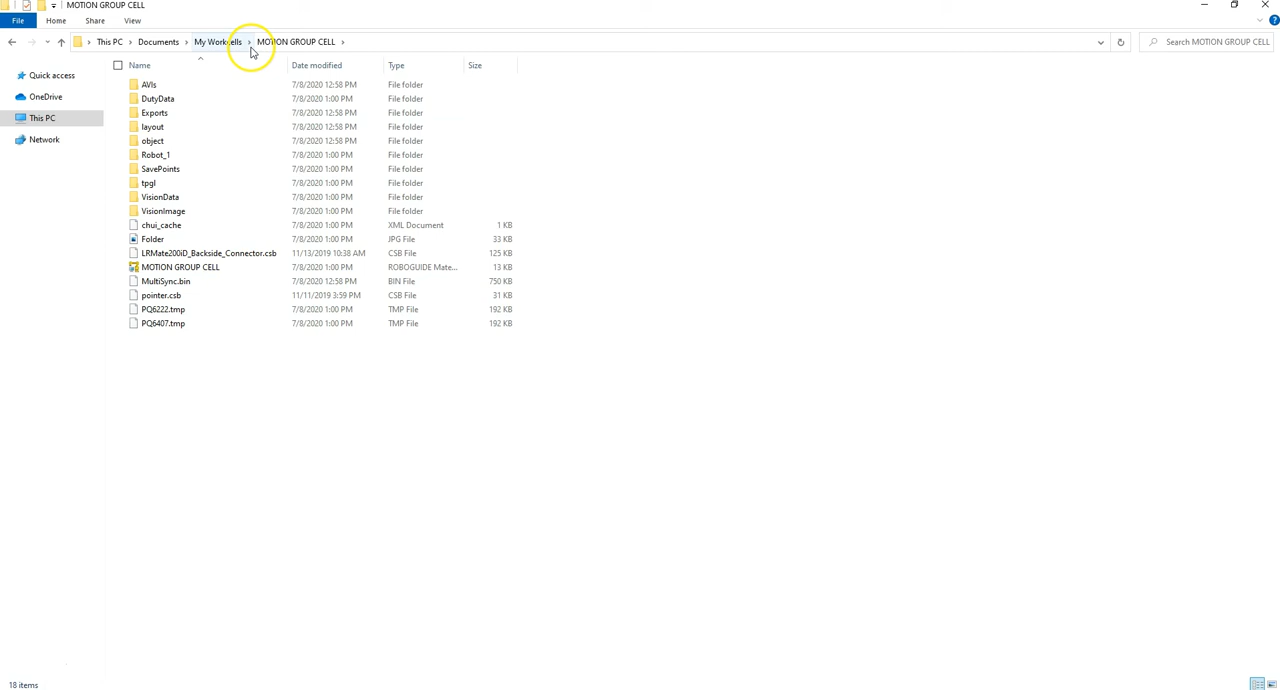 MOTION GROUP CELL
File Home Share View
This PC Documents My Workcells MOTION GROUP CELL Search MOTION GROUP CELL
Name Date modified Type Size
Quick access
OneDrive
This PC
Network
AVIs 7/8/2020 12:58 PM File folder
DutyData 7/8/2020 1:00 PM File folder
Exports 7/8/2020 12:58 PM File folder
layout 7/8/2020 12:58 PM File folder
object 7/8/2020 12:58 PM File folder
Robot_1 7/8/2020 1:00 PM File folder
SavePoints 7/8/2020 1:00 PM File folder
tpgl 7/8/2020 1:00 PM File folder
VisionData 7/8/2020 1:00 PM File folder
VisionImage 7/8/2020 1:00 PM File folder
chui_cache 7/8/2020 1:00 PM XML Document 1 KB
Folder 7/8/2020 1:00 PM JPG File 33 KB
LRMate200iD_Backside_Connector.csb 11/13/2019 10:38 AM CSB File 125 KB
MOTION GROUP CELL 7/8/2020 1:00 PM ROBOGUIDE Mate... 13 KB
MultiSync.bin 7/8/2020 12:58 PM BIN File 750 KB
pointer.csb 11/11/2019 3:59 PM CSB File 31 KB
PQ6222.tmp 7/8/2020 1:00 PM TMP File 192 KB
PQ6407.tmp 7/8/2020 1:00 PM TMP File 192 KB
18 items